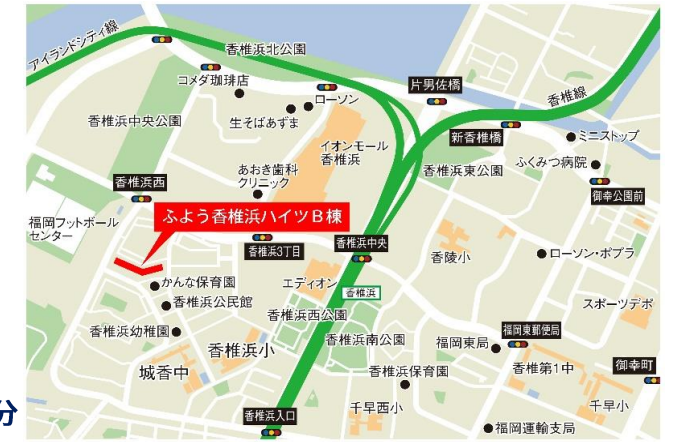 アイランドシティ線
香椎浜北公園
コメダ珈琲店
ローソン
片男佐橋
香椎線
香椎浜中央公園
生そばあずま
イオンモール
香椎浜
新香椎橋
ミニストップ
あおき歯科
クリニック
香椎浜東公園
ふくみつ病院
香椎浜西
御幸公園前
福岡フットボール
センター
ふよう香椎浜ハイツB棟
香椎浜3丁目
香椎浜中央
香陵小
ローソン・ポプラ
かんな保育園
エディオン
香椎浜
香椎浜公民館
香椎浜西公園
スポーツデポ
香椎浜幼稚園
香椎浜小
香椎浜南公園
福岡東局
福岡東郵便局
城香中
香椎浜保育園
香椎第1中
御幸町
分
香椎浜入口
千早西小
千早小
福岡運輸支局